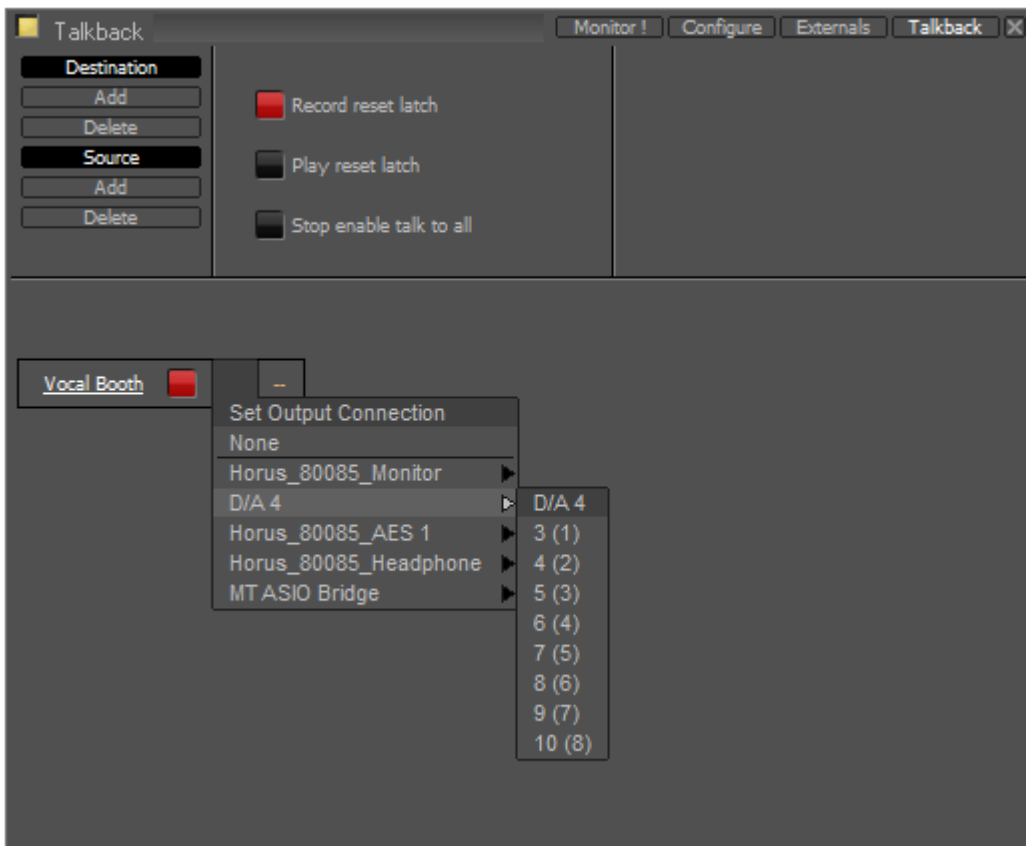 Talkback
Monitor ! Configure Externals Talkback X
Destination
Add
Delete
Source
Add
Delete
Record reset latch
Play reset latch
Stop enable talk to all
Vocal Booth --
Set Output Connection
None
Horus_80085_Monitor
D/A 4
Horus_80085_AES 1
Horus_80085_Headphone
MT ASIO Bridge
D/A 4
3 (1)
4 (2)
5 (3)
6 (4)
7 (5)
8 (6)
9 (7)
10 (8)